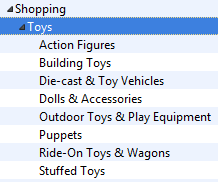 Shopping
Toys
Action Figures
Building Toys
Die-cast & Toy Vehicles
Dolls & Accessories
Outdoor Toys & Play Equipment
Puppets
Ride-On Toys & Wagons
Stuffed Toys